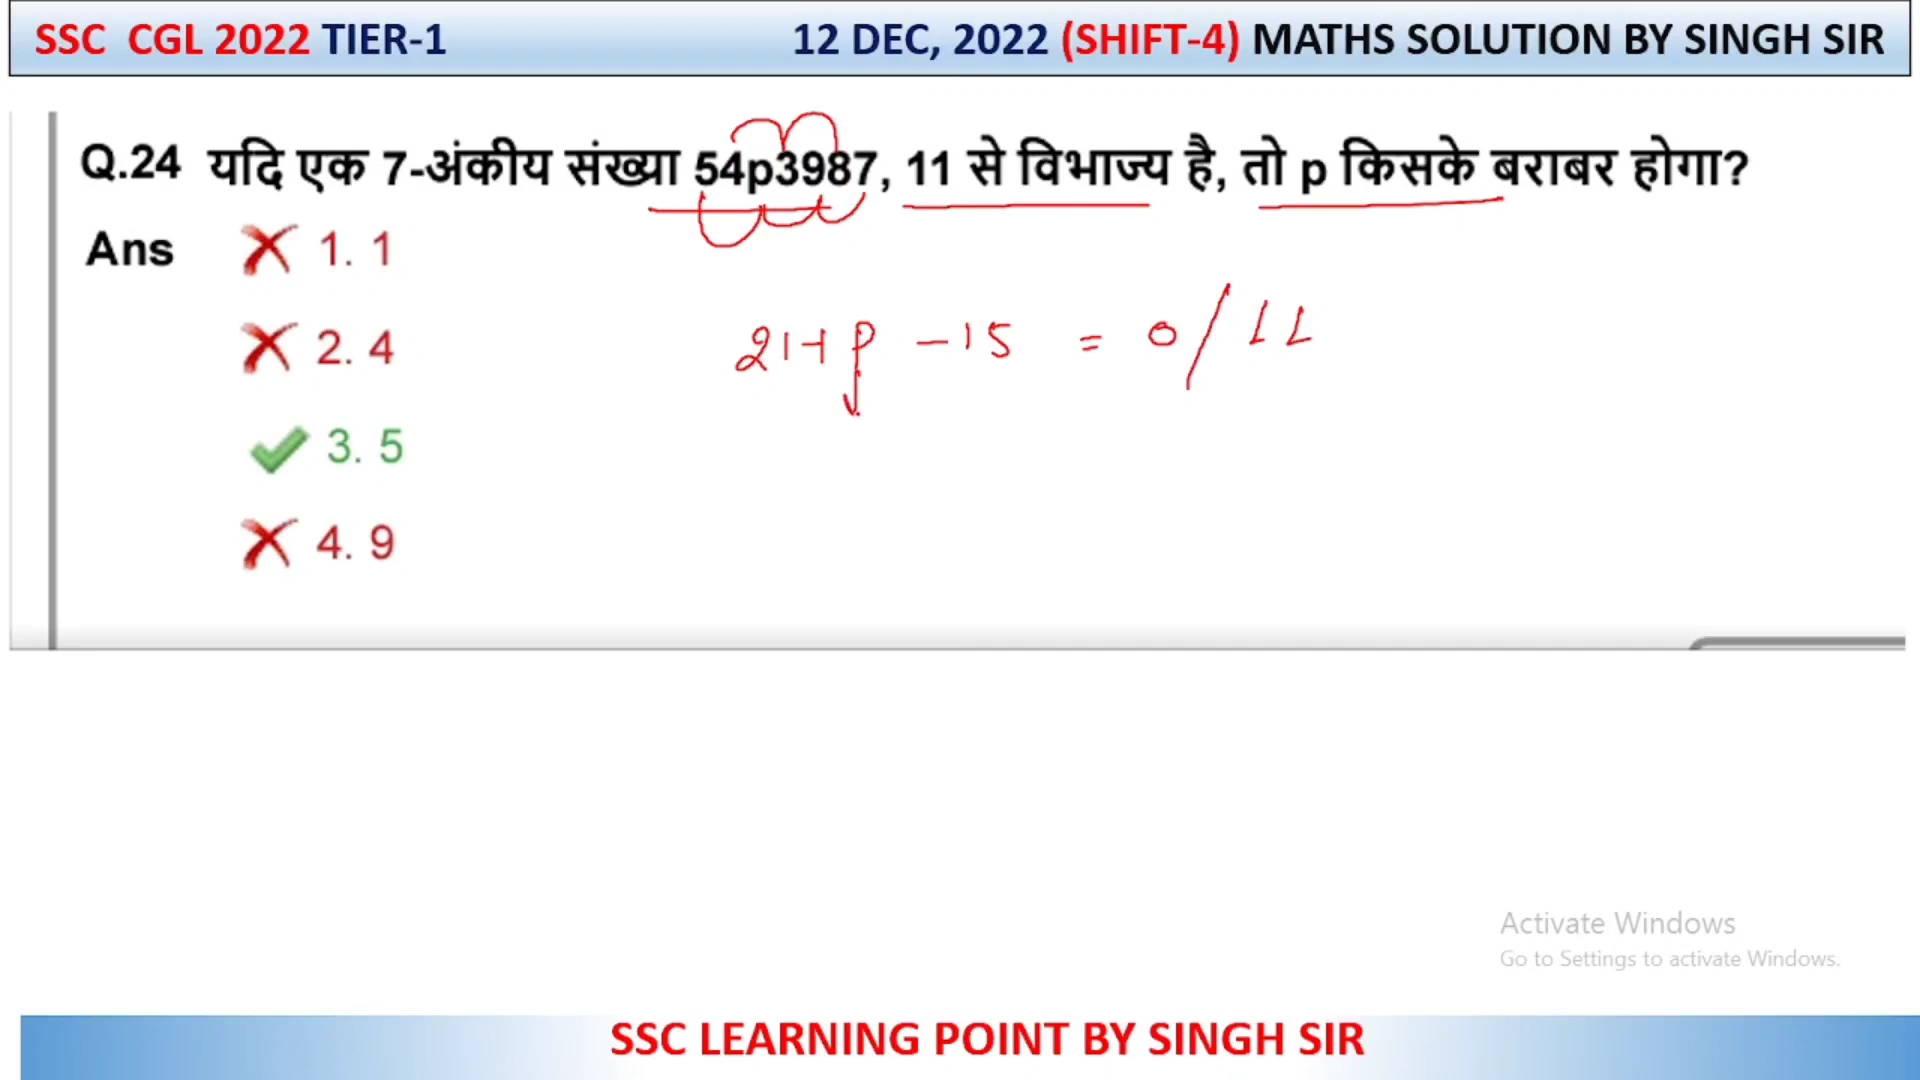 SSC CGL 2022 TIER-1 12 DEC, 2022 (SHIFT-4) MATHS SOLUTION BY SINGH SIR
Q.24 यदि एक 7-अंकीय संख्या 54p3987, 11 से विभाज्य है, तो p किसके बराबर होगा?
Ans 1. 1
2. 4
21+p -15 = 0/11
3. 5
4. 9
Activate Windows
Go to Settings to activate Windows.
SSC LEARNING POINT BY SINGH SIR